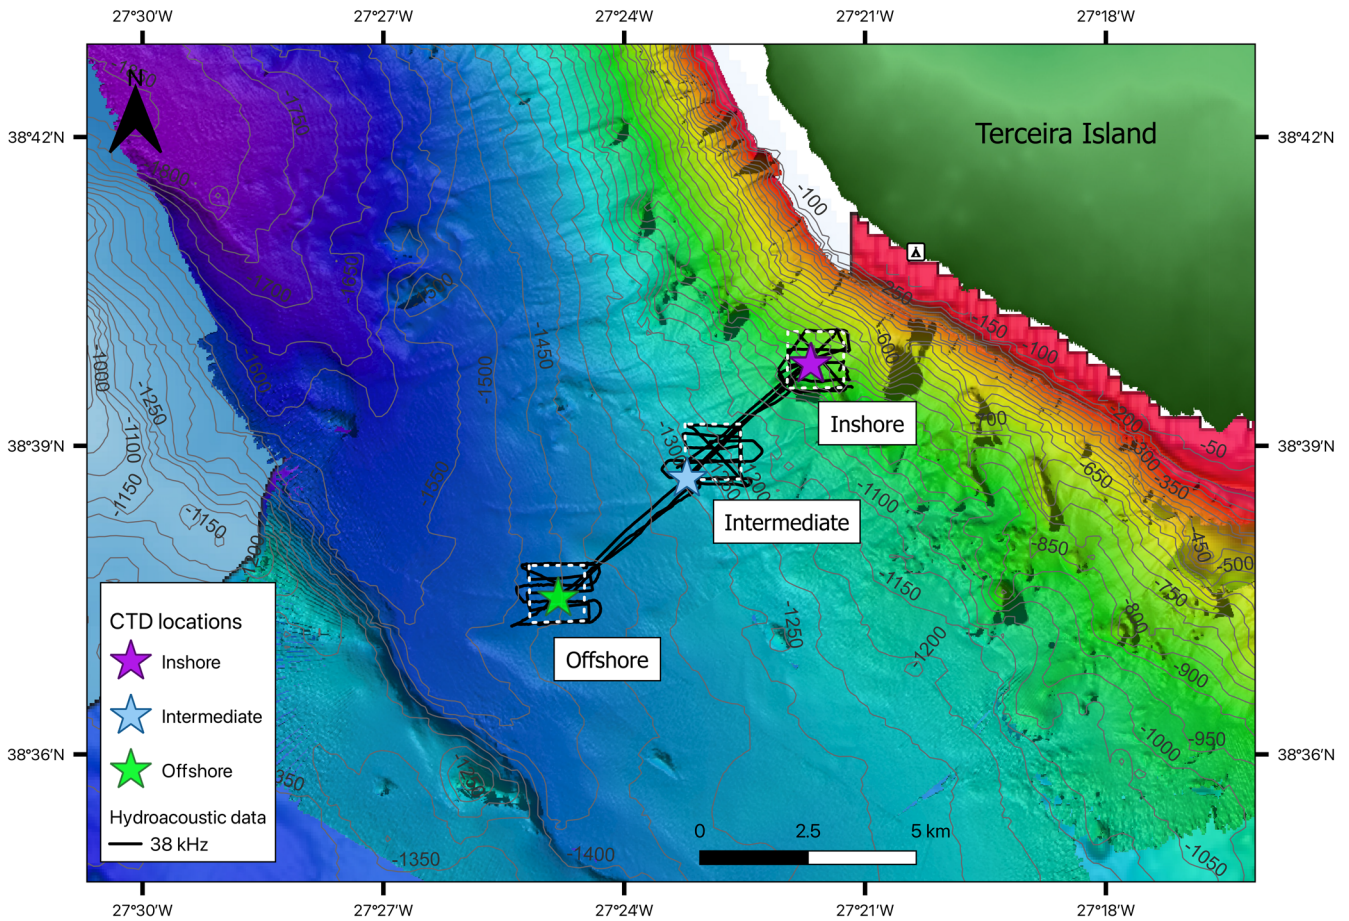 27°30′W 27°27′W 27°24′W 27°21′W 27°18′W
N
-1750
38°42′N
Terceira Island
38°42′N
-1800
-100
-1700
-1650
-250
-150
-100
-1450
-600
-1500
-1600
-1000
-1250
-1100
-200
-50
-700
Inshore
38°39′N
38°39′N
-300
-350
-650
-1550
-1150
-1150
-1100
Intermediate
-450
-500
-850
-750
-1150
-800
-1250
-1200
Offshore
-900
CTD locations
Inshore
Intermediate
Offshore
Hydroacoustic data
38 kHz
38°36′N
38°36′N
-950
-1000
0 2.5 5 km
-1350
-1400
-1050
27°30′W 27°27′W 27°24′W 27°21′W 27°18′W